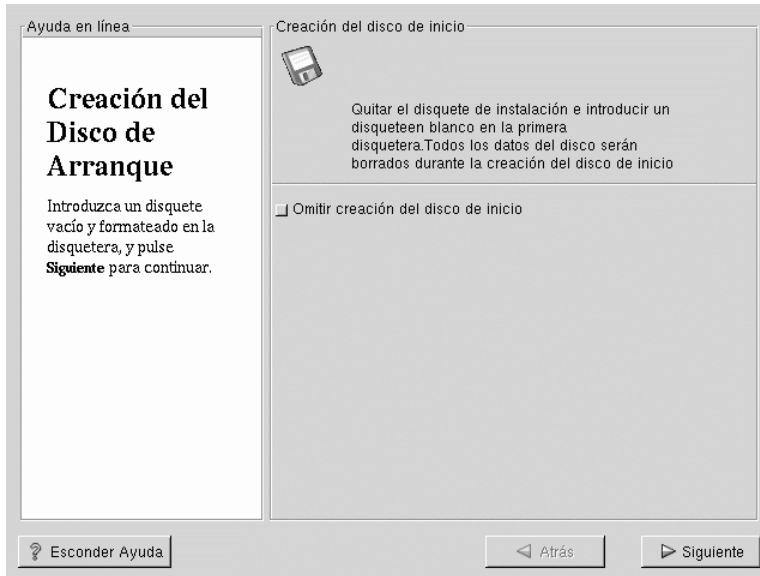 Ayuda en línea
Creación del
Disco de
Arranque
Introduzca un disquete
vacío y formateado en la
disquetera, y pulse
Siguiente para continuar.
Creación del disco de inicio
Quitar el disquete de instalación e introducir un
disqueteen blanco en la primera
disquetera.Todos los datos del disco serán
borrados durante la creación del disco de inicio
Omitir creación del disco de inicio
Esconder Ayuda
Atrás
Siguiente